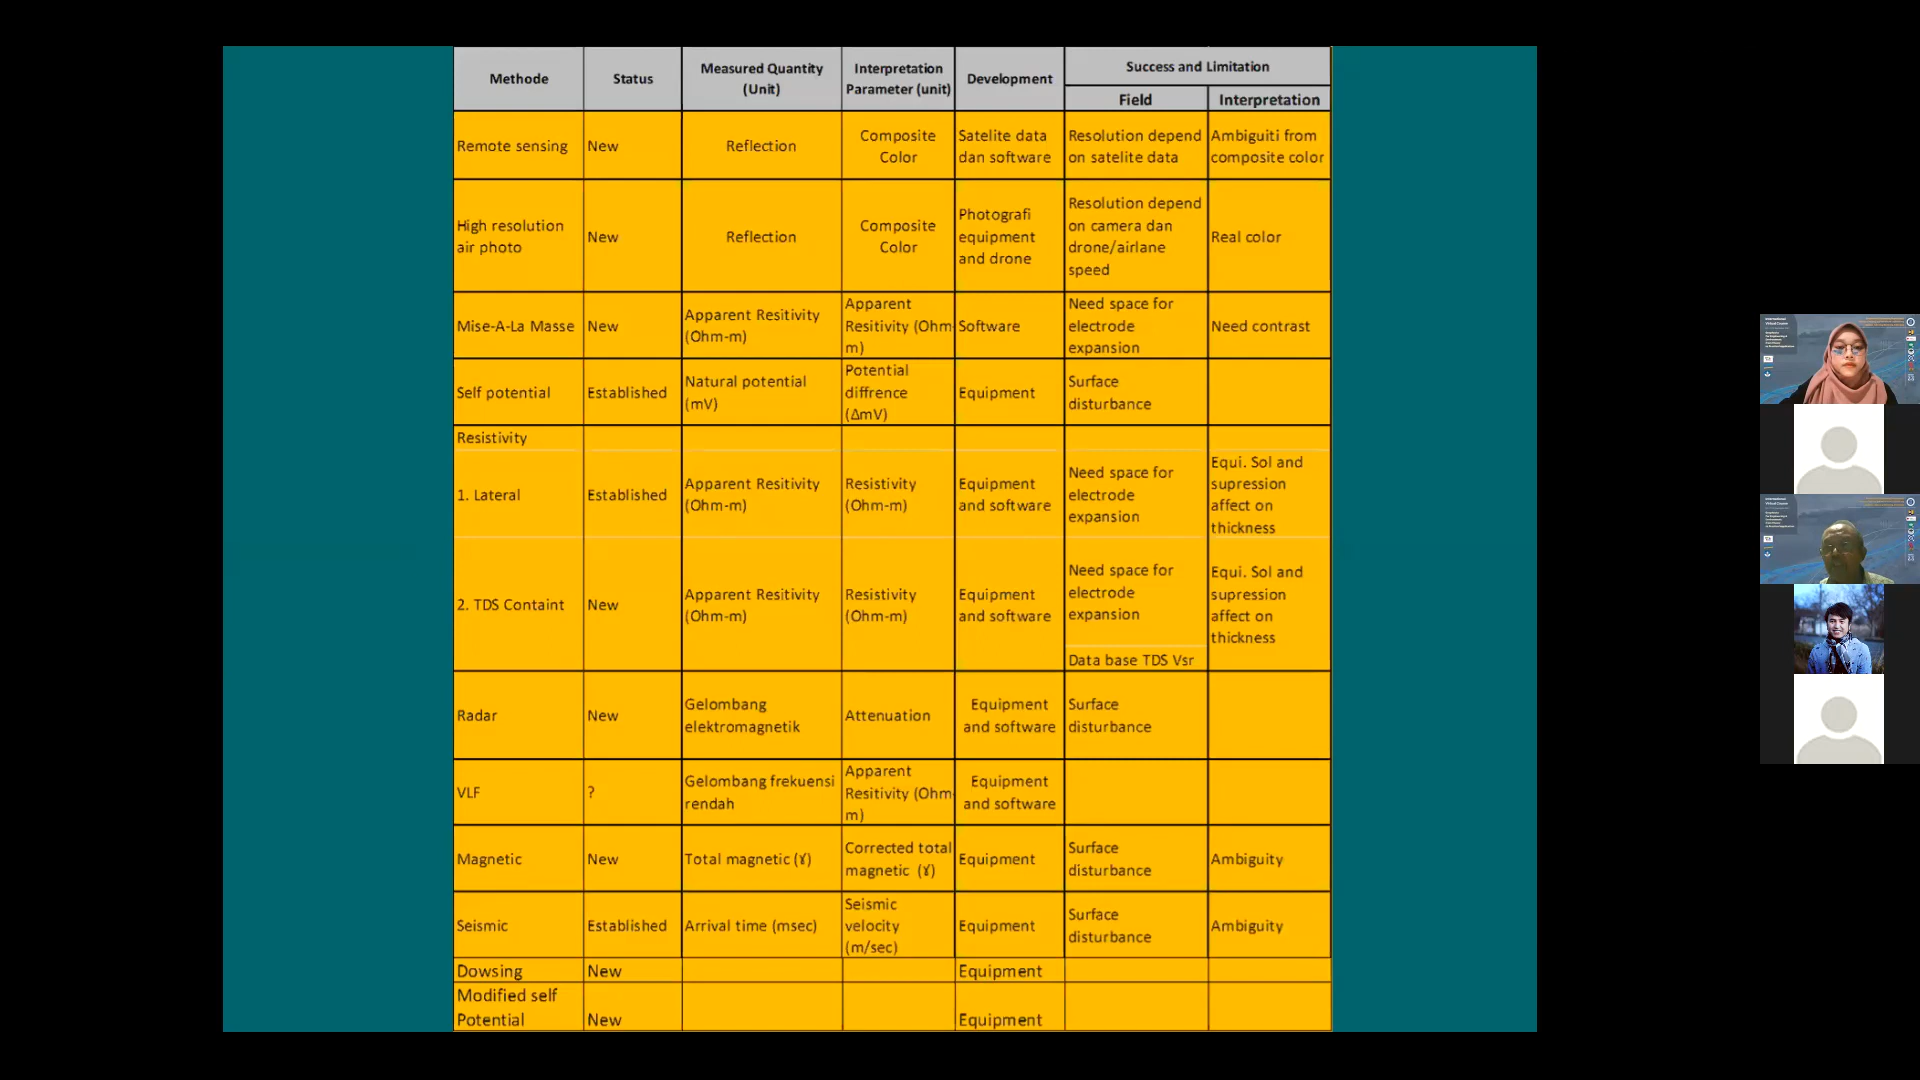 Methode
Status
Measured Quantity
(Unit)
Interpretation
Parameter (unit)
Development
Success and Limitation
Field
Interpretation
Remote sensing
New
Reflection
Composite
Color
Satelite data
dan software
Resolution depend
on satelite data
Ambiguiti from
composite color
High resolution
air photo
New
Reflection
Composite
Color
Photografi
equipment
and drone
Resolution depend
on camera dan
drone/airlane
speed
Real color
Mise-A-La Masse
New
Apparent Resitivity
(Ohm-m)
Apparent
Resitivity (Ohm-
m)
Software
Need space for
electrode
expansion
Need contrast
Self potential
Established
Natural potential
(mV)
Potential
diffrence
(ΔmV)
Equipment
Surface
disturbance
Resistivity
1. Lateral
Established
Apparent Resitivity
(Ohm-m)
Resistivity
(Ohm-m)
Equipment
and software
Need space for
electrode
expansion
Equi. Sol and
supression
affect on
thickness
2. TDS Containt
New
Apparent Resitivity
(Ohm-m)
Resistivity
(Ohm-m)
Equipment
and software
Need space for
electrode
expansion
Data base TDS Vsr
Equi. Sol and
supression
affect on
thickness
Radar
New
Gelombang
elektromagnetik
Attenuation
Equipment
and software
Surface
disturbance
VLF
?
Gelombang frekuensi
rendah
Apparent
Resitivity (Ohm-
m)
Equipment
and software
Magnetic
New
Total magnetic (ɤ)
Corrected total
magnetic (ɤ)
Equipment
Surface
disturbance
Ambiguity
Seismic
Established
Arrival time (msec)
Seismic
velocity
(m/sec)
Equipment
Surface
disturbance
Ambiguity
Dowsing
New
Equipment
Modified self
Potential
New
Equipment
International
Virtual Course
International
Virtual Course